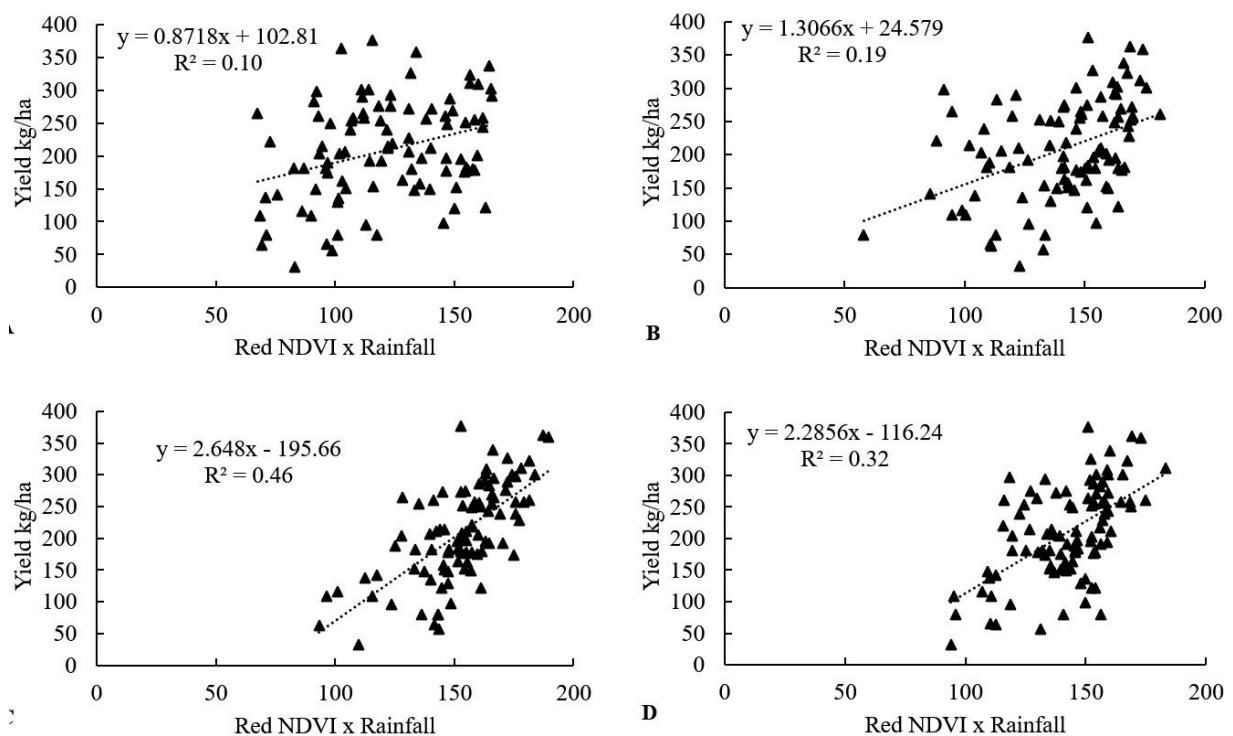 y = 0.8718x + 102.81
R² = 0.10
Yield kg/ha
400
350
300
250
200
150
100
50
0
0 50 100 150 200
Red NDVI x Rainfall
y = 1.3066x + 24.579
R² = 0.19
Yield kg/ha
400
350
300
250
200
150
100
50
0
0 50 100 150 200
B
Red NDVI x Rainfall
y = 2.648x - 195.66
R² = 0.46
Yield kg/ha
400
350
300
250
200
150
100
50
0
0 50 100 150 200
Red NDVI x Rainfall
y = 2.2856x - 116.24
R² = 0.32
Yield kg/ha
400
350
300
250
200
150
100
50
0
0 50 100 150 200
D
Red NDVI x Rainfall